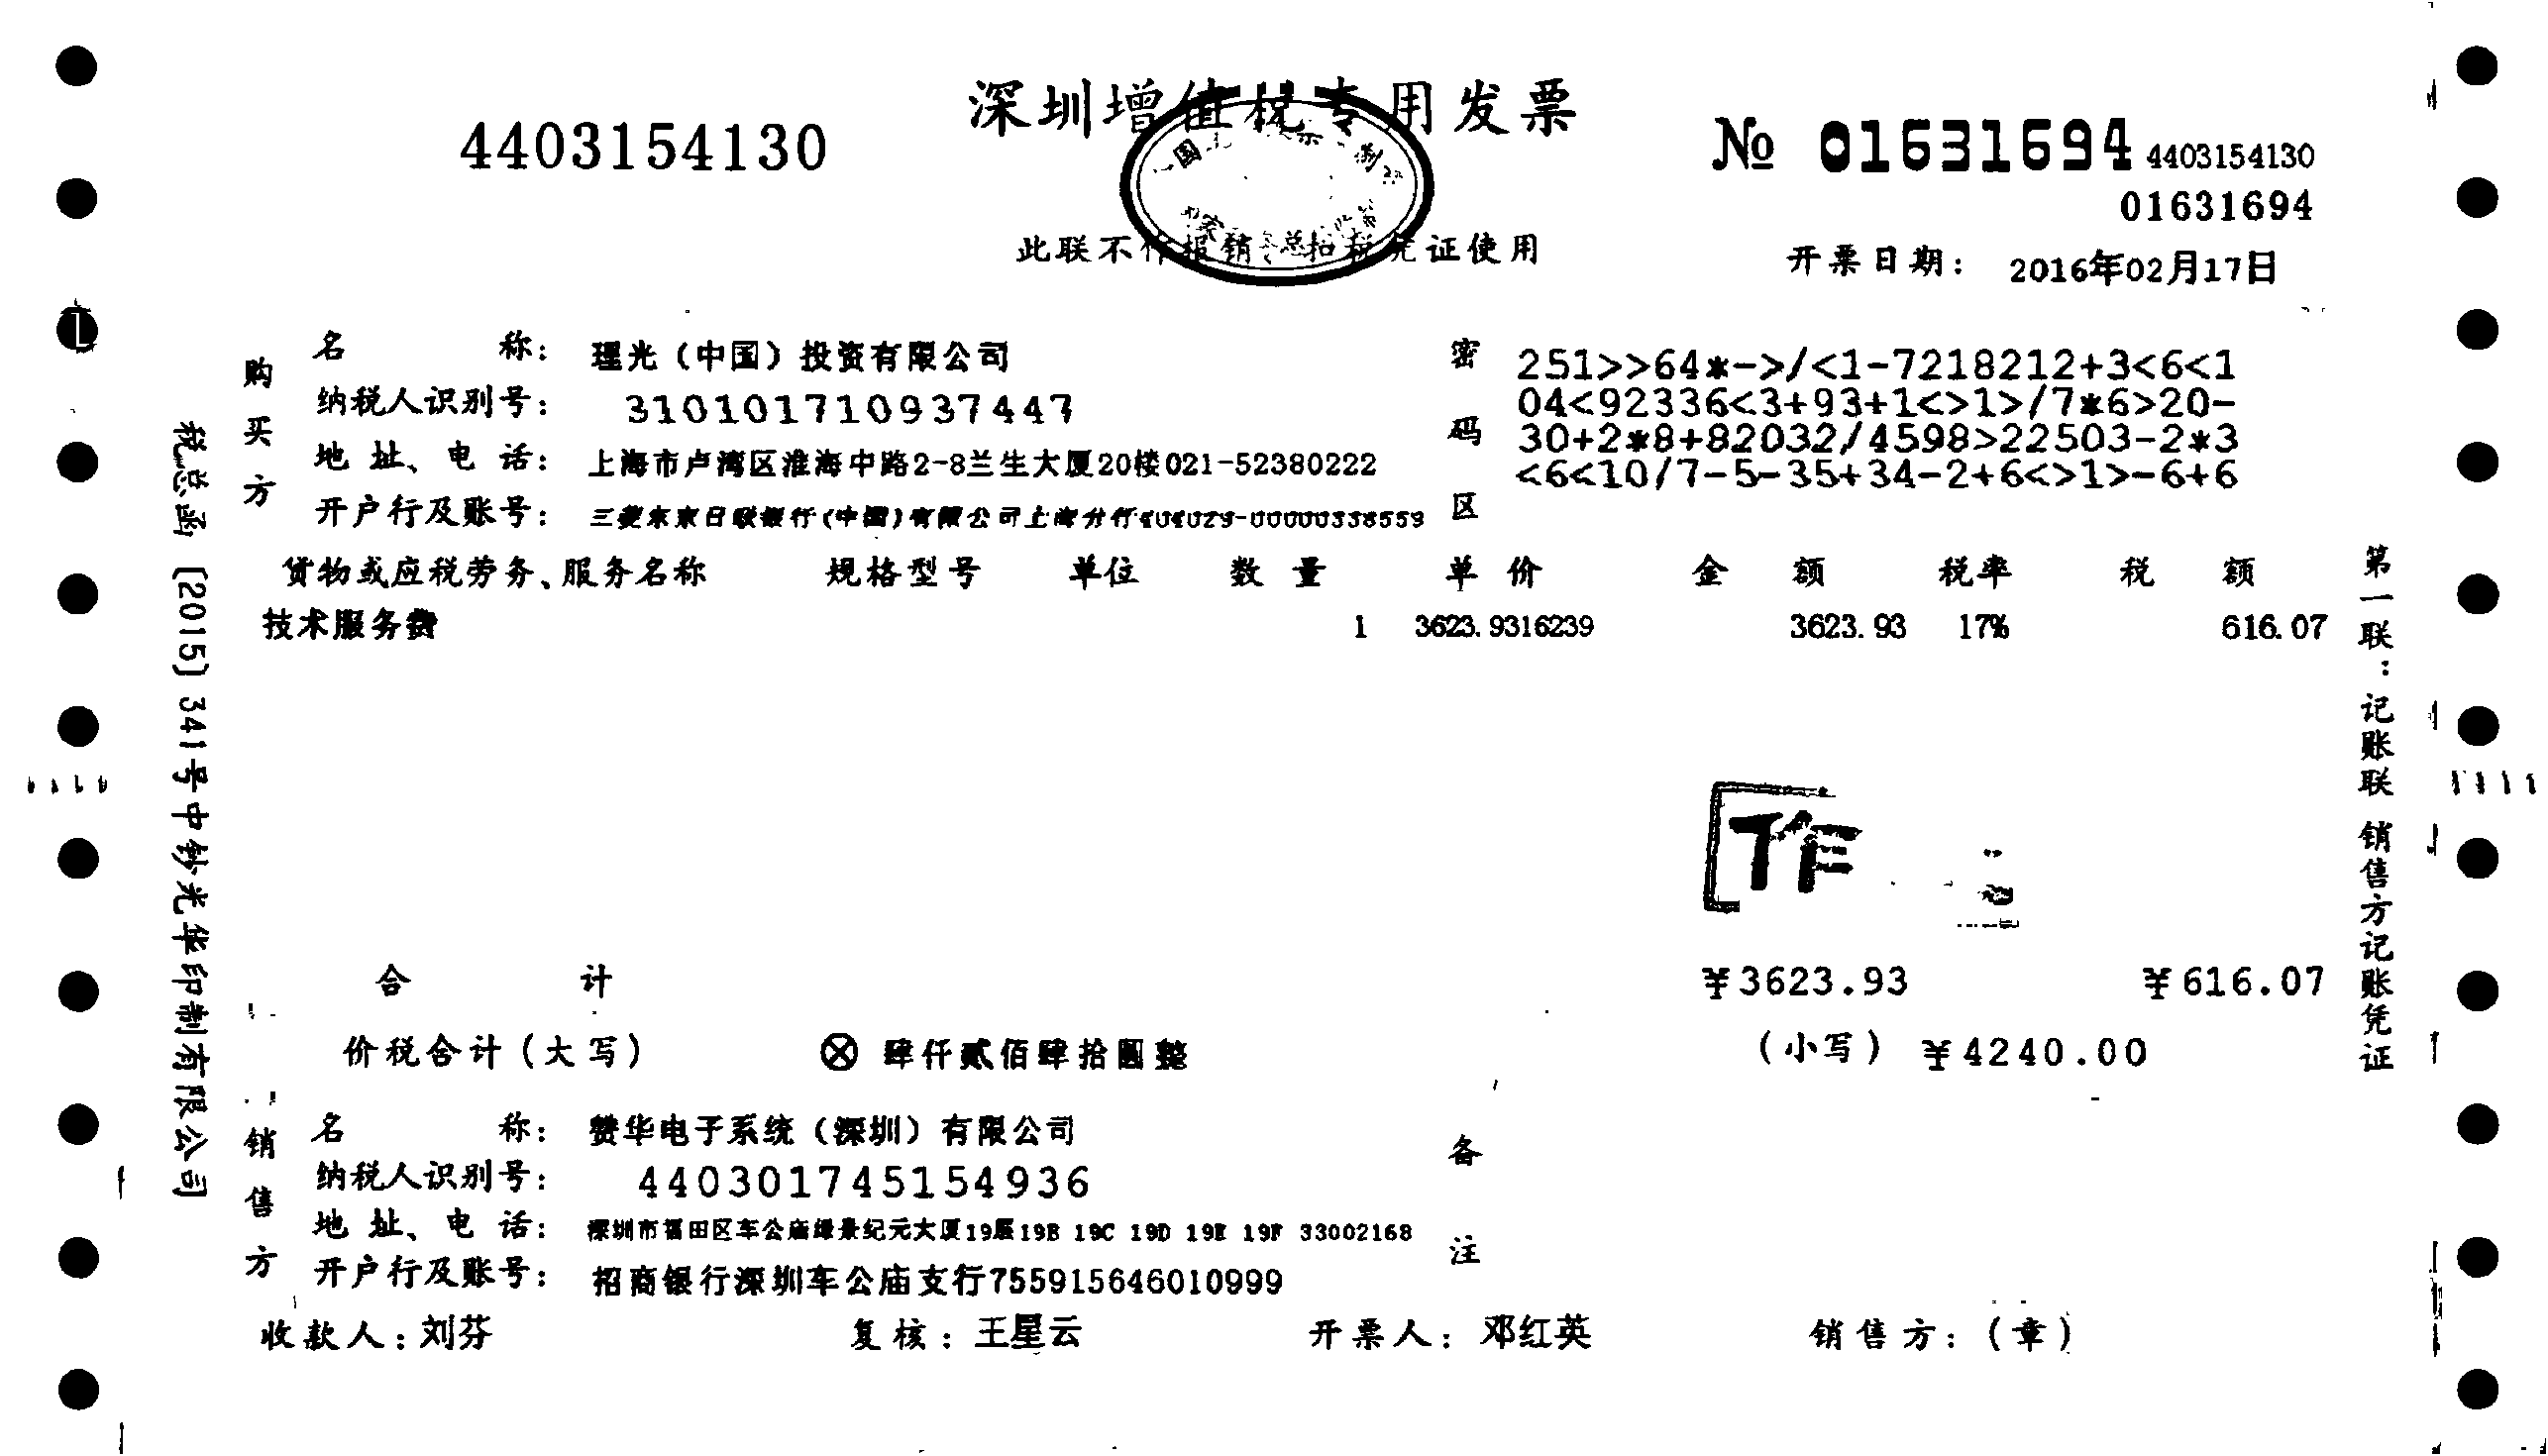 深圳增值税专用发票
4403154130
№ 01631694 4403154130
01631694
此联不作报销、扣税凭证使用
开票日期: 2016年02月17日
购买方
名称: 理光（中国）投资有限公司
纳税人识别号: 310101710937447
地址、电话: 上海市卢湾区淮海中路2-8兰生大厦20楼021-52380222
开户行及账号: 三菱东京日联银行(中国)有限公司上海分行404029-00000338559
密码区
251>>64*->/<1-7218212+3<6<1
04<92336<3+93+1<>1>/7*6>20-
30+2*8+82032/4598>22503-2*3
<6<10/7-5-35+34-2+6<>1>-6+6
货物或应税劳务、服务名称 规格型号 单位 数量 单价 金额 税率 税额
技术服务费 1 3623.9316239 3623.93 17% 616.07
合计 ¥3623.93 ¥616.07
价税合计(大写) ⊗ 肆仟贰佰肆拾圆整 (小写) ¥4240.00
销售方
名称: 赞华电子系统（深圳）有限公司
纳税人识别号: 440301745154936
地址、电话: 深圳市福田区车公庙绿景纪元大厦19层19B 19C 19D 19E 19F 33002168
开户行及账号: 招商银行深圳车公庙支行755915646010999
备注
收款人: 刘芬 复核: 王星云 开票人: 邓红英 销售方: (章)
税总函〔2015〕341号中钞光华印制有限公司
第一联: 记账联 销售方记账凭证